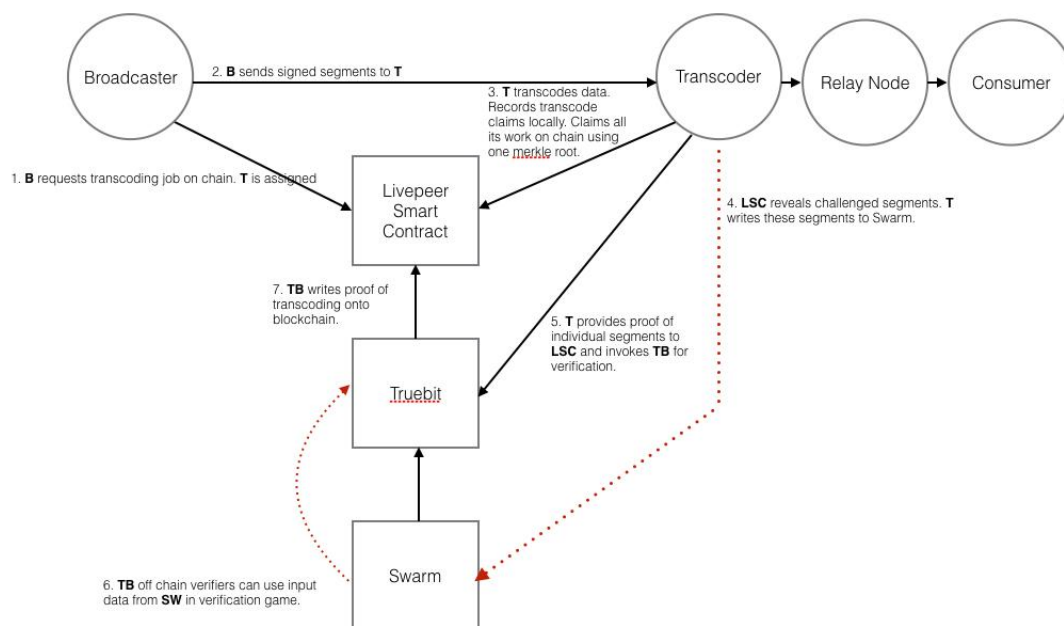 Broadcaster
2. B sends signed segments to T
Transcoder
Relay Node
Consumer
3. T transcodes data.
Records transcode
claims locally. Claims all
its work on chain using
one merkle root.
1. B requests transcoding job on chain. T is assigned
Livepeer
Smart
Contract
4. LSC reveals challenged segments. T
writes these segments to Swarm.
7. TB writes proof of
transcoding onto
blockchain.
5. T provides proof of
individual segments to
LSC and invokes TB for
verification.
Truebit
Swarm
6. TB off chain verifiers can use input
data from SW in verification game.